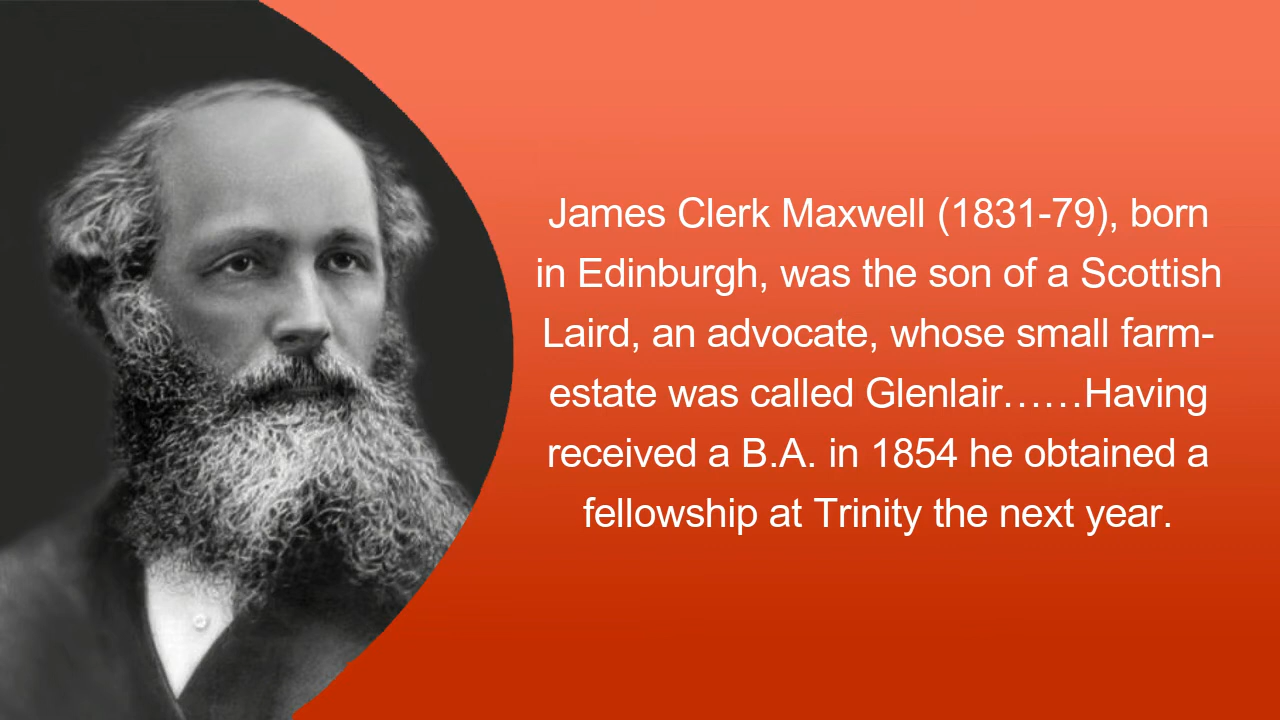 James Clerk Maxwell (1831-79), born
in Edinburgh, was the son of a Scottish
Laird, an advocate, whose small farm-
estate was called Glenlair……Having
received a B.A. in 1854 he obtained a
fellowship at Trinity the next year.